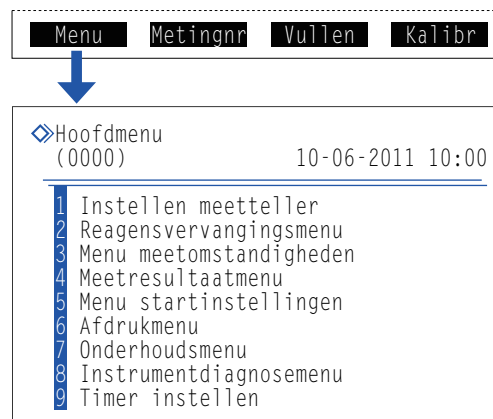 Menu Metingnr Vullen Kalibr
Hoofdmenu
(0000) 10-06-2011 10:00
1 Instellen meetteller
2 Reagensvervangingsmenu
3 Menu meetomstandigheden
4 Meetresultaatmenu
5 Menu startinstellingen
6 Afdrukmenu
7 Onderhoudsmenu
8 Instrumentdiagnosemenu
9 Timer instellen